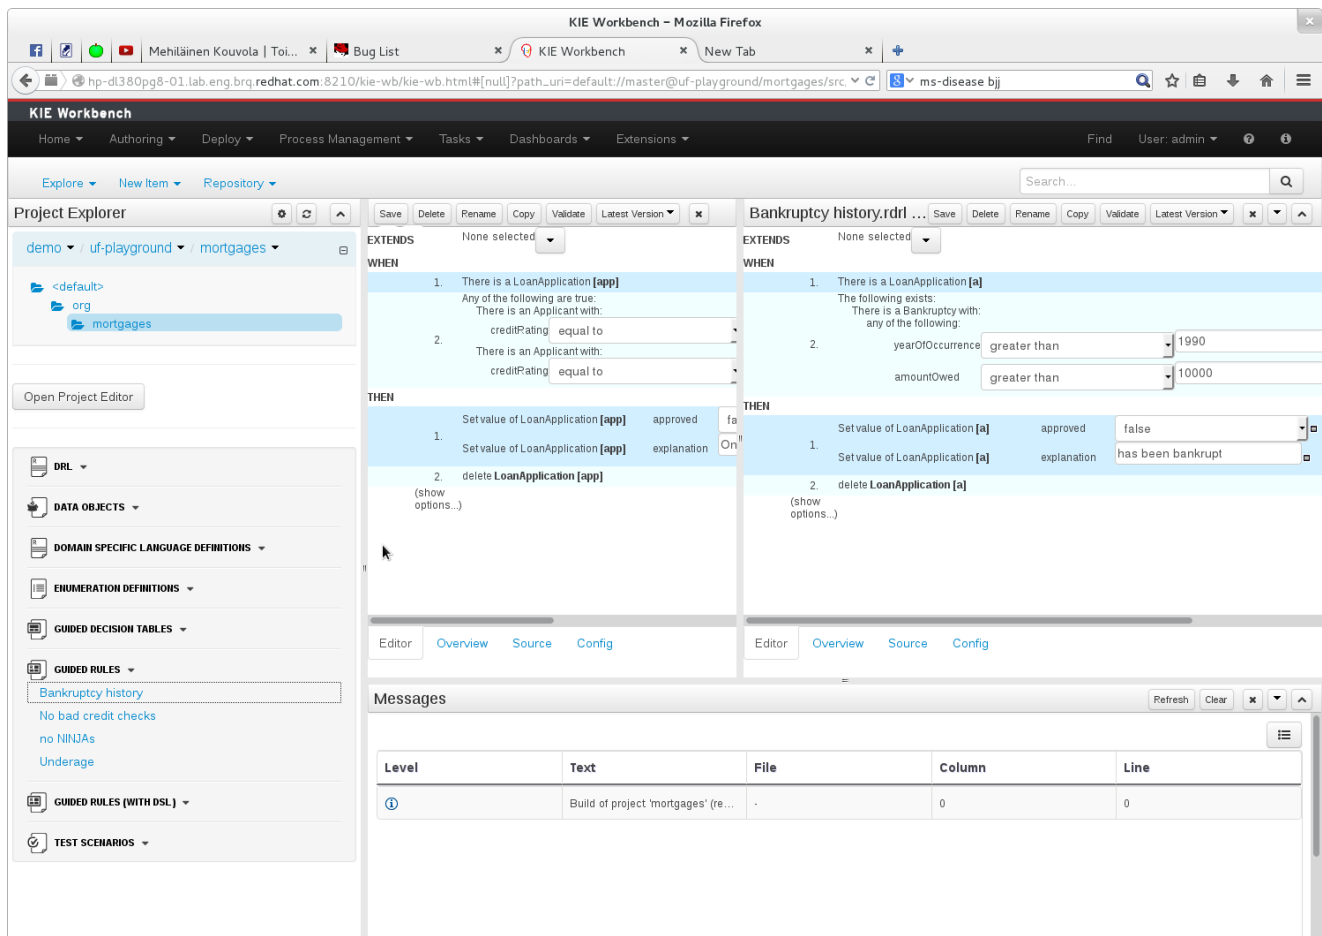 KIE Workbench - Mozilla Firefox
Mehiläinen Kouvola | Toi...
Bug List
KIE Workbench
New Tab
hp-dl380pg8-01.lab.eng.brq.redhat.com:8210/kie-wb/kie-wb.html#[null]?path_uri=default://master@uf-playground/mortgages/src
ms-disease bjj
KIE Workbench
Home Authoring Deploy Process Management Tasks Dashboards Extensions Find User: admin
Explore New Item Repository Search...
Project Explorer
demo / uf-playground / mortgages
<default>
org
mortgages
Open Project Editor
DRL
DATA OBJECTS
DOMAIN SPECIFIC LANGUAGE DEFINITIONS
ENUMERATION DEFINITIONS
GUIDED DECISION TABLES
GUIDED RULES
Bankruptcy history
No bad credit checks
no NINJAs
Underage
GUIDED RULES (WITH DSL)
TEST SCENARIOS
Save Delete Rename Copy Validate Latest Version
EXTENDS None selected
WHEN
1. There is a LoanApplication [app]
Any of the following are true:
There is an Applicant with:
creditRating equal to
2.
There is an Applicant with:
creditRating equal to
THEN
Set value of LoanApplication [app] approved fa
1.
Set value of LoanApplication [app] explanation On
2. delete LoanApplication [app]
(show
options...)
Editor Overview Source Config
Bankruptcy history.rdrl ... Save Delete Rename Copy Validate Latest Version
EXTENDS None selected
WHEN
1. There is a LoanApplication [a]
The following exists:
There is a Bankruptcy with:
any of the following:
2. yearOfOccurrence greater than 1990
amountOwed greater than 10000
THEN
Set value of LoanApplication [a] approved false
1.
Set value of LoanApplication [a] explanation has been bankrupt
2. delete LoanApplication [a]
(show
options...)
Editor Overview Source Config
Messages Refresh Clear
Level Text File Column Line
Build of project 'mortgages' (re... - 0 0